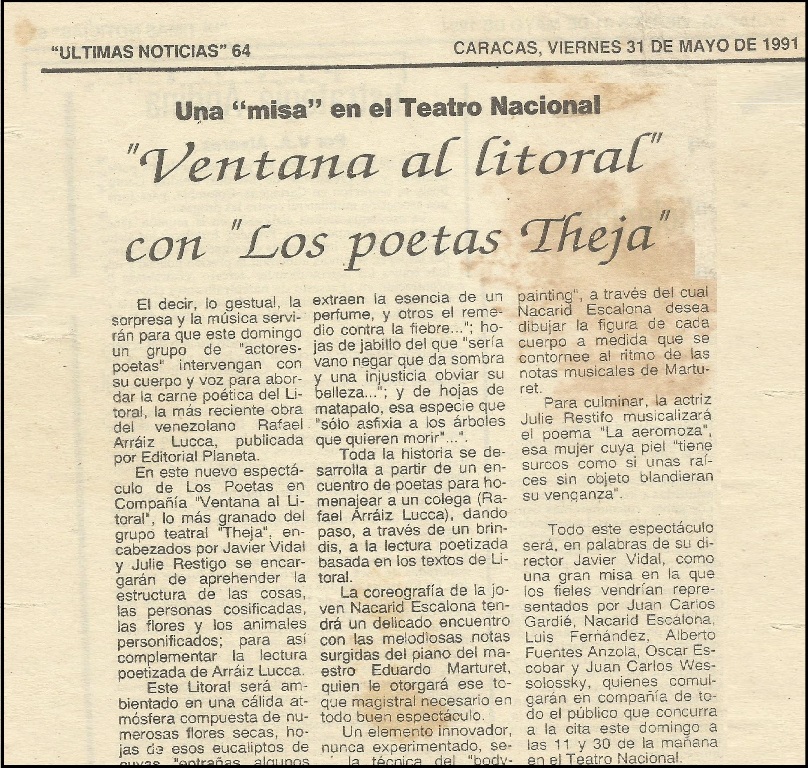 "ULTIMAS NOTICIAS" 64
CARACAS, VIERNES 31 DE MAYO DE 1991
Una "misa" en el Teatro Nacional
"Ventana al litoral"
con "Los poetas Theja"
El decir, lo gestual, la
sorpresa y la música servi-
rán para que este domingo
un grupo de "actores-
poetas" intervengan con
su cuerpo y voz para abor-
dar la carne poética del Li-
toral, la más reciente obra
del venezolano Rafael
Arráiz Lucca, publicada
por Editorial Planeta.
En este nuevo espectá-
culo de Los Poetas en
Compañía "Ventana al Li-
toral", lo más granado del
grupo teatral "Theja", en-
cabezados por Javier Vidal
y Julie Restigo se encar-
garán de aprehender la
estructura de las cosas,
las personas cosificadas,
las flores y los animales
personificados; para así
complementar la lectura
poetizada de Arráiz Lucca.
Este Litoral será am-
bientado en una cálida at-
mósfera compuesta de nu-
merosas flores secas, ho-
jas de esos eucaliptos de
cuyas "entrañas algunos
extraen la esencia de un
perfume, y otros el reme-
dio contra la fiebre..."; ho-
jas de jabillo del que "sería
vano negar que da sombra
y una injusticia obviar su
belleza..."; y de hojas de
matapalo, esa especie que
"sólo asfixia a los árboles
que quieren morir"...".
Toda la historia se de-
sarrolla a partir de un en-
cuentro de poetas para ho-
menajear a un colega (Ra-
fael Arráiz Lucca), dando
paso, a través de un brin-
dis, a la lectura poetizada
basada en los textos de Li-
toral.
La coreografía de la jo-
ven Nacarid Escalona ten-
drá un delicado encuentro
con las melodiosas notas
surgidas del piano del ma-
estro Eduardo Marturet,
quien le otorgará ese to-
que magistral necesario en
todo buen espectáculo.
Un elemento innovador,
nunca experimentado, se-
la técnica del "body-
painting", a través del cual
Nacarid Escalona desea
dibujar la figura de cada
cuerpo a medida que se
contornee al ritmo de las
notas musicales de Martu-
ret.
Para culminar, la actriz
Julie Restifo musicalizará
el poema "La aeromoza",
esa mujer cuya piel "tiene
surcos como si unas raí-
ces sin objeto blandieran
su venganza".
Todo este espectáculo
será, en palabras de su di-
rector Javier Vidal, como
una gran misa en la que
los fieles vendrían repre-
sentados por Juan Carlos
Gardié, Nacarid Escalona,
Luis Fernández, Alberto
Fuentes Anzola, Oscar Es-
cobar y Juan Carlos Wes-
solossky, quienes comul-
garán en compañía de to-
do el público que concurra
a la cita este domingo a
las 11 y 30 de la mañana
en el Teatro Nacional.